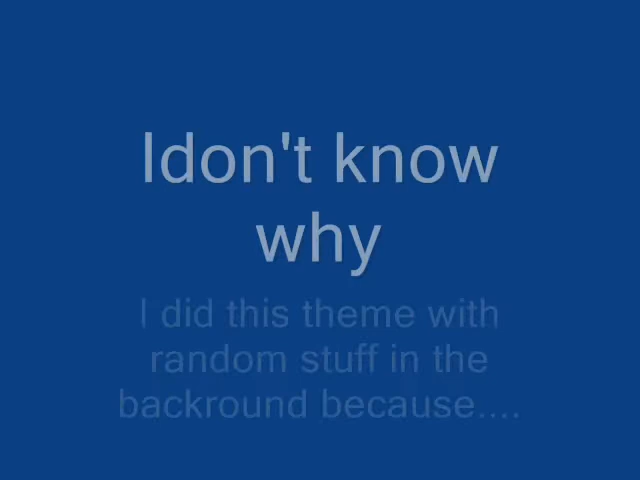 Idon't know
why
I did this theme with
random stuff in the
backround because....